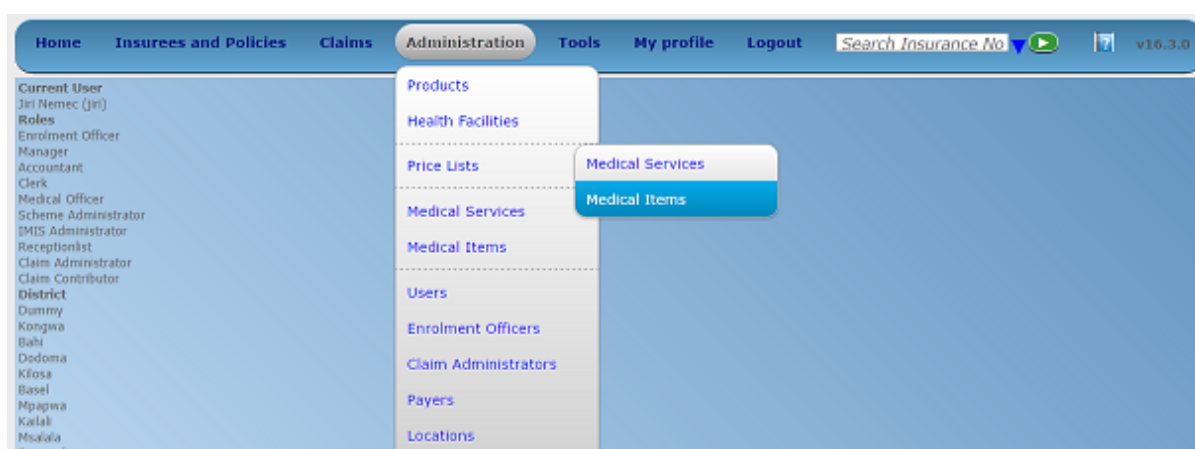 Home Insurees and Policies Claims Administration Tools My profile Logout Search Insurance No v16.3.0
Current User
Jiri Nemec (jiri)
Roles
Enrolment Officer
Manager
Accountant
Clerk
Medical Officer
Scheme Administrator
IMIS Administrator
Receptionlist
Claim Administrator
Claim Contributor
District
Dummy
Kongwa
Bahi
Dodoma
Kilosa
Basel
Mpapwa
Kailali
Msalala
Products
Health Facilities
Price Lists
Medical Services
Medical Items
Users
Enrolment Officers
Claim Administrators
Payers
Locations
Medical Services
Medical Items